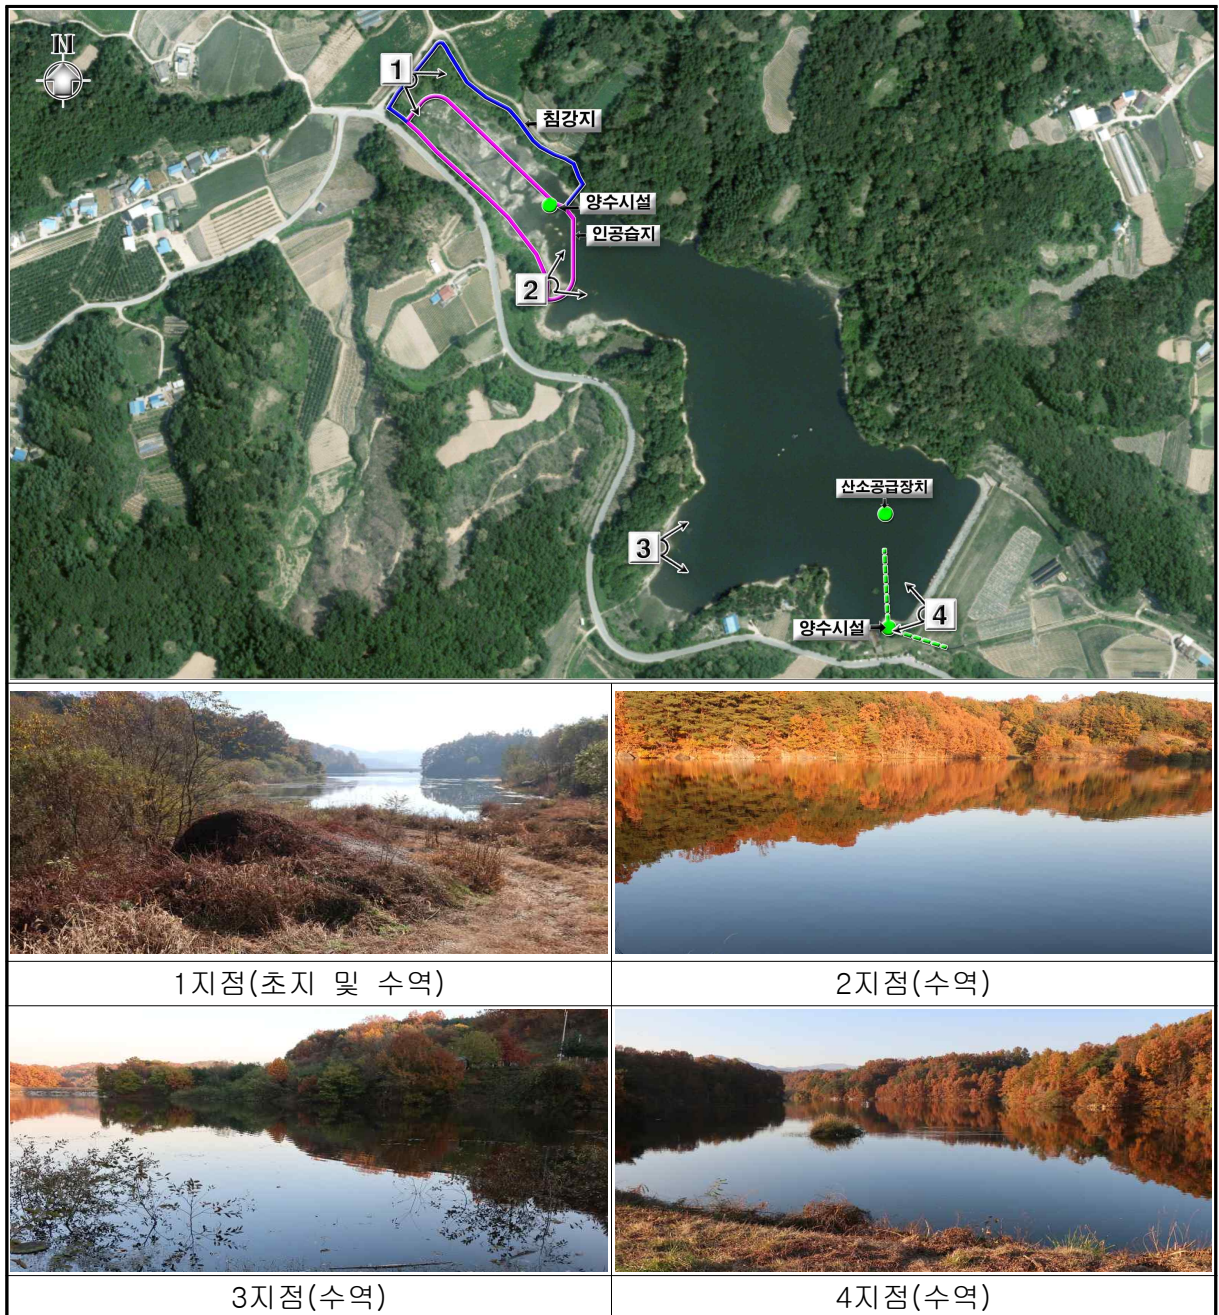 N
1
침강지
양수시설
인공습지
2
산소공급장치
3
4
양수시설
1지점(초지 및 수역)
2지점(수역)
3지점(수역)
4지점(수역)